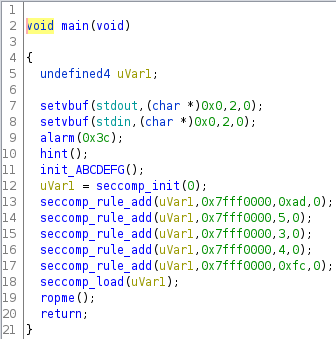 1
2 void main(void)
3
4 {
5 undefined4 uVar1;
6
7 setvbuf(stdout,(char *)0x0,2,0);
8 setvbuf(stdin,(char *)0x0,2,0);
9 alarm(0x3c);
10 hint();
11 init_ABCDEFG();
12 uVar1 = seccomp_init(0);
13 seccomp_rule_add(uVar1,0x7fff0000,0xad,0);
14 seccomp_rule_add(uVar1,0x7fff0000,5,0);
15 seccomp_rule_add(uVar1,0x7fff0000,3,0);
16 seccomp_rule_add(uVar1,0x7fff0000,4,0);
17 seccomp_rule_add(uVar1,0x7fff0000,0xfc,0);
18 seccomp_load(uVar1);
19 ropme();
20 return;
21 }